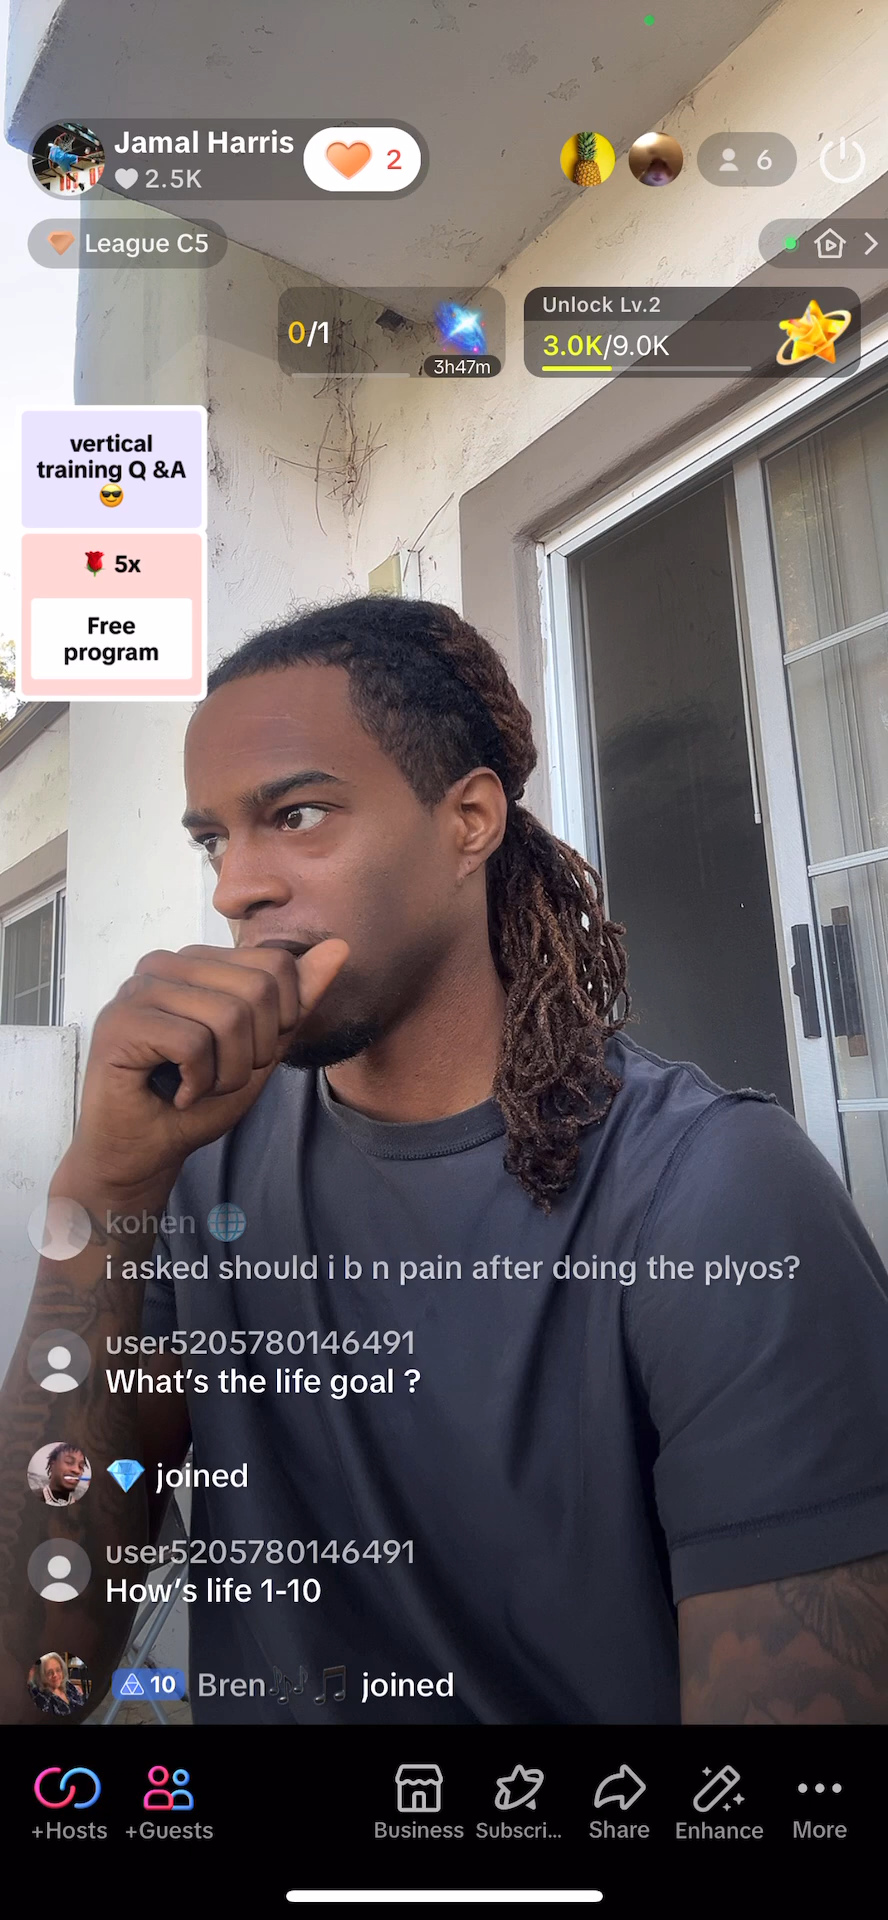 Jamal Harris
2.5K
2
6
League C5
0/1
3h47m
Unlock Lv.2
3.0K/9.0K
vertical
training Q &A
😎
🌹 5x
Free
program
kohen 🌐
i asked should i b n pain after doing the plyos?
user5205780146491
What's the life goal ?
💎 joined
user5205780146491
How's life 1-10
10 Bren🎶🎵 joined
+Hosts
+Guests
Business
Subscri...
Share
Enhance
More